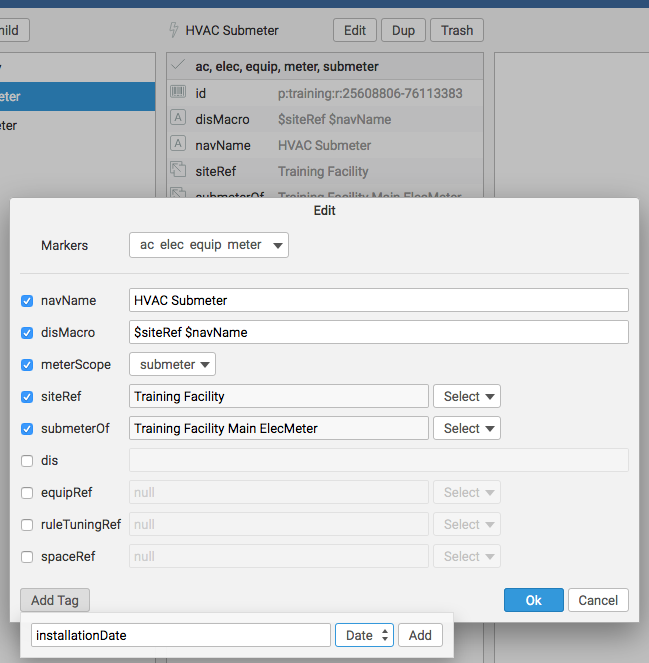 HVAC Submeter
Edit
Dup
Trash
ac, elec, equip, meter, submeter
id
p:training:r:25608806-76113383
A
disMacro
$siteRef $navName
A
navName
HVAC Submeter
siteRef
Training Facility
submeterOf
Training Facility Main ElecMeter
Edit
Markers
ac elec equip meter
navName
HVAC Submeter
disMacro
$siteRef $navName
meterScope
submeter
siteRef
Training Facility
Select
submeterOf
Training Facility Main ElecMeter
Select
dis
equipRef
null
Select
ruleTuningRef
null
Select
spaceRef
null
Select
Add Tag
Ok
Cancel
installationDate
Date
Add